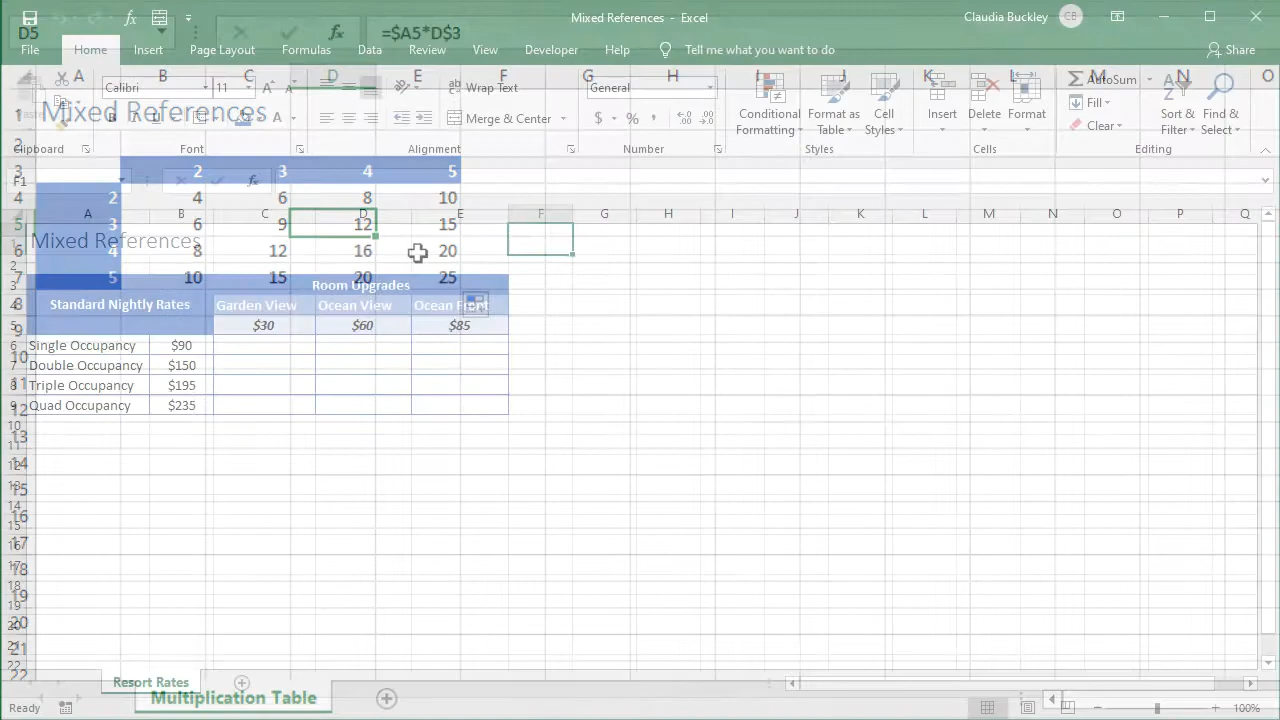 Mixed References - Excel
Claudia Buckley CB
D5 =$A5*D$3
File Home Insert Page Layout Formulas Data Review View Developer Help Tell me what you want to do Share
Calibri 11 Wrap Text General AutoSum
Merge & Center $ % , Conditional Formatting Format as Table Cell Styles Insert Delete Format Fill Clear Sort & Filter Find & Select
Clipboard Font Alignment Number Styles Cells Editing
A B C D E F G H I J K L M N O
Mixed References
2 3 4 5
2 4 6 8 10
3 6 9 12 15
4 8 12 16 20
5 10 15 20 25
F1 fx
A B C D E F G H I J K L M N O P Q
Mixed References
Room Upgrades
Standard Nightly Rates Garden View Ocean View Ocean Front
$30 $60 $85
Single Occupancy $90
Double Occupancy $150
Triple Occupancy $195
Quad Occupancy $235
Resort Rates
Multiplication Table
Ready
100%